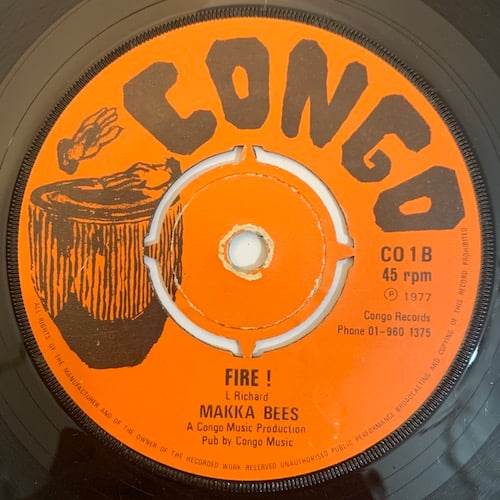 CONGO
CO 1B
45 rpm
℗ 1977
Congo Records
Phone 01-960 1375
FIRE !
L Richard
MAKKA BEES
A Congo Music Production
Pub by Congo Music
ALL RIGHTS OF THE MANUFACTURER AND OF THE OWNER OF THE RECORDED WORK RESERVED UNAUTHORISED PUBLIC PERFORMANCE BROADCASTING AND COPYING OF THIS RECORD PROHIBITED